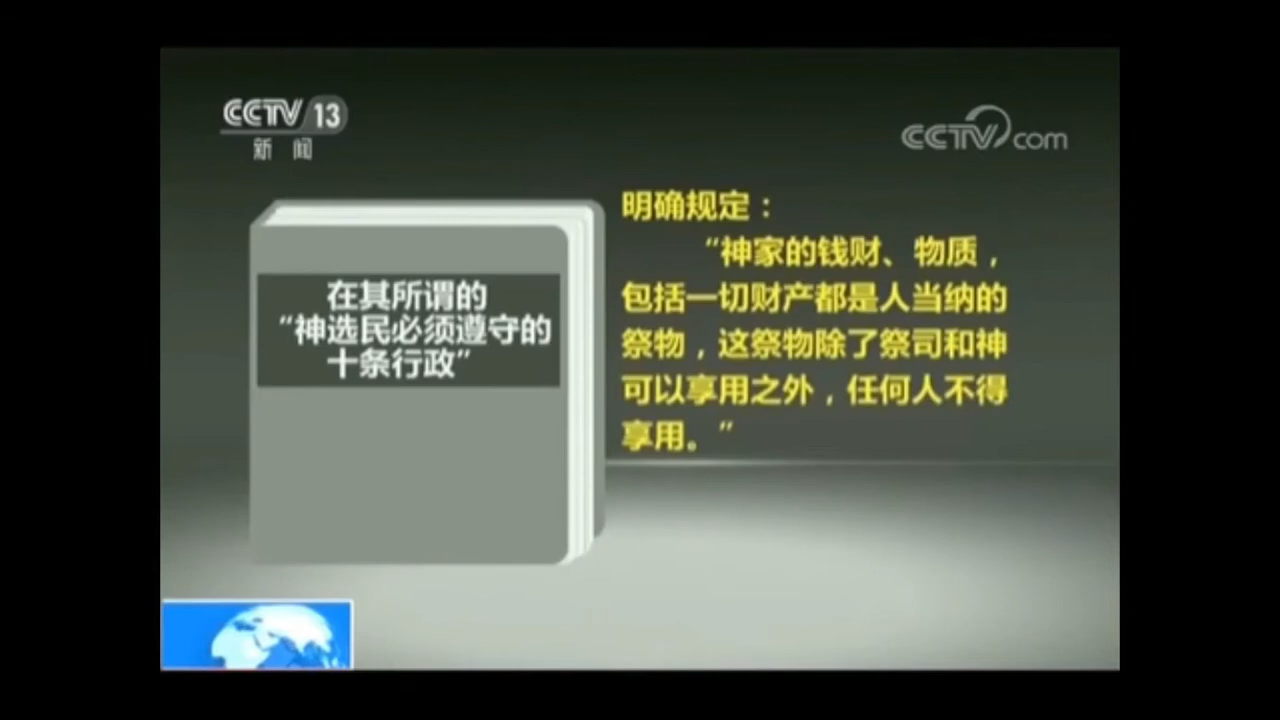 CCTV 13
新闻
CCTV.com
在其所谓的
“神选民必须遵守的
十条行政”
明确规定：
“神家的钱财、物质，
包括一切财产都是人当纳的
祭物，这祭物除了祭司和神
可以享用之外，任何人不得
享用。”